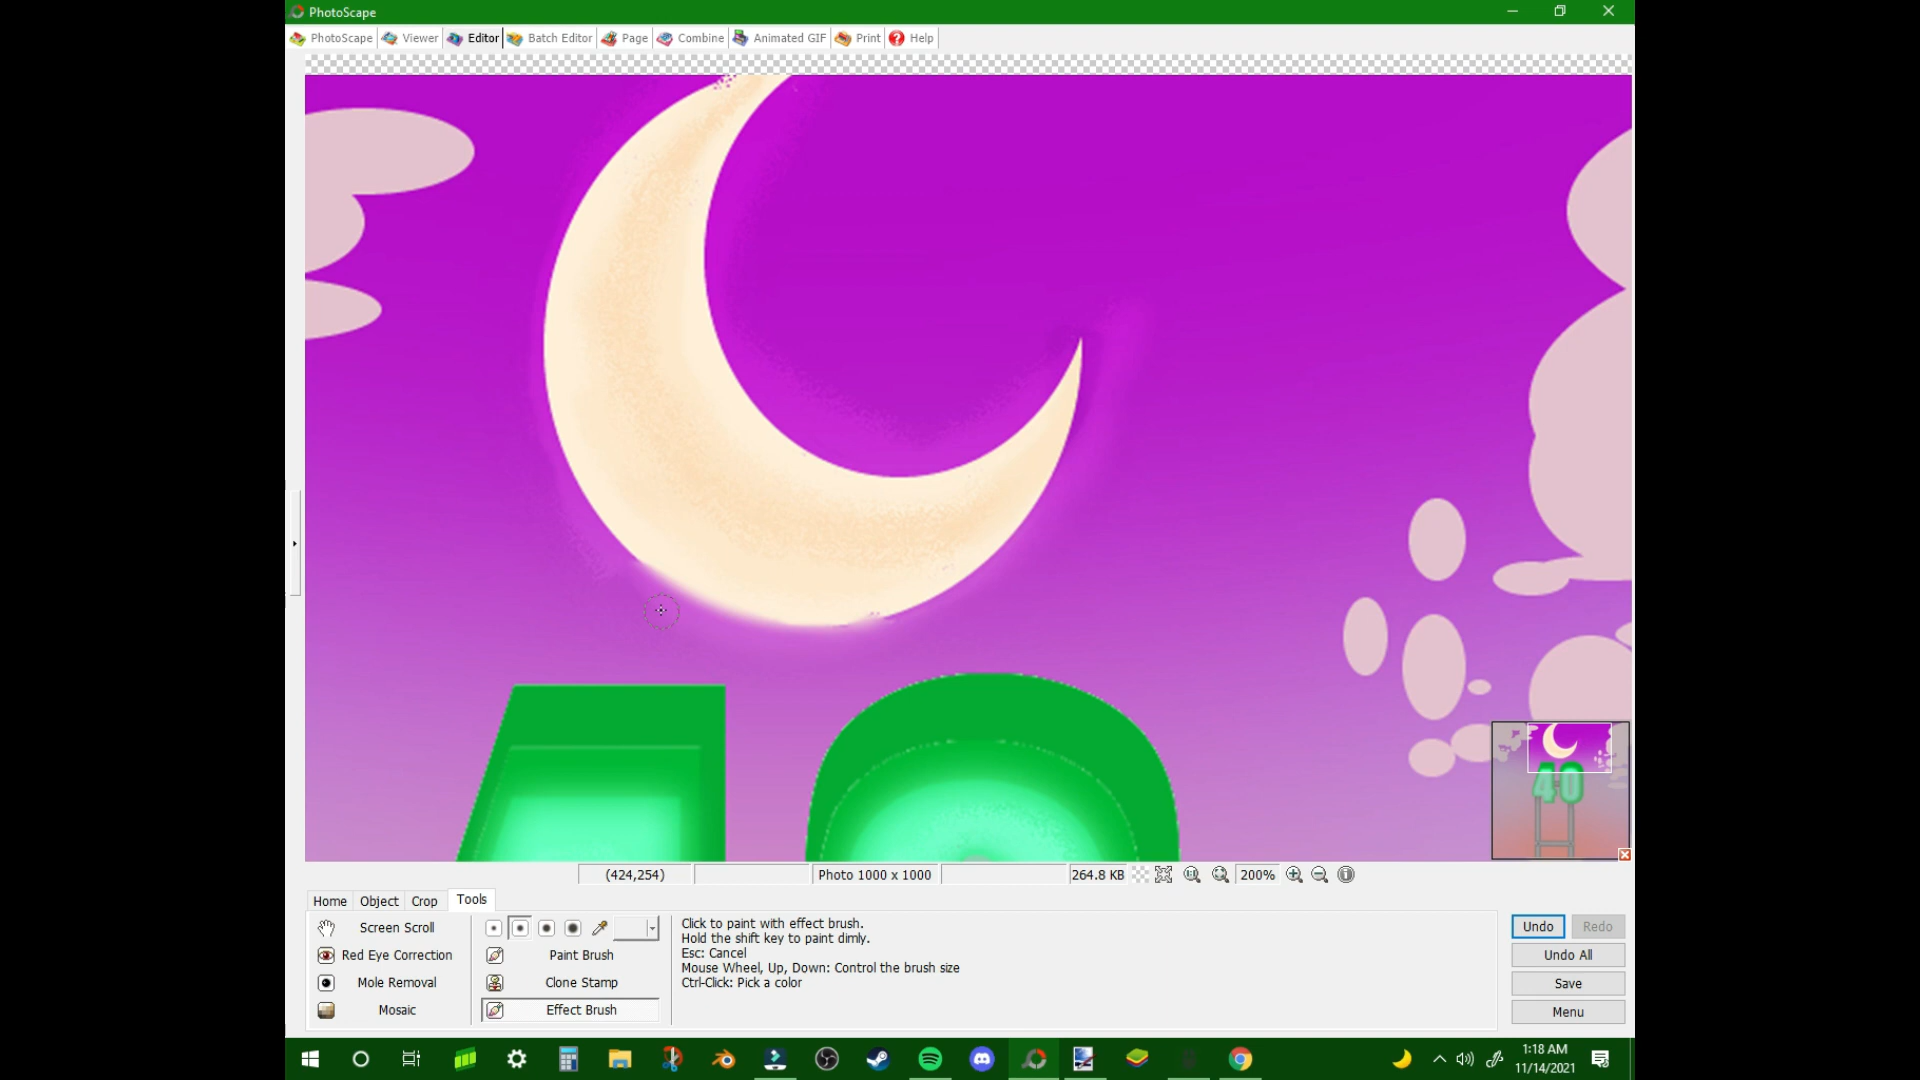 PhotoScape
PhotoScape Viewer Editor Batch Editor Page Combine Animated GIF Print Help
40
(424,254) Photo 1000 x 1000 264.8 KB 200%
Home Object Crop Tools
Screen Scroll
Red Eye Correction
Mole Removal
Mosaic
Paint Brush
Clone Stamp
Effect Brush
Click to paint with effect brush.
Hold the shift key to paint dimly.
Esc: Cancel
Mouse Wheel, Up, Down: Control the brush size
Ctrl-Click: Pick a color
Undo Redo
Undo All
Save
Menu
1:18 AM
11/14/2021